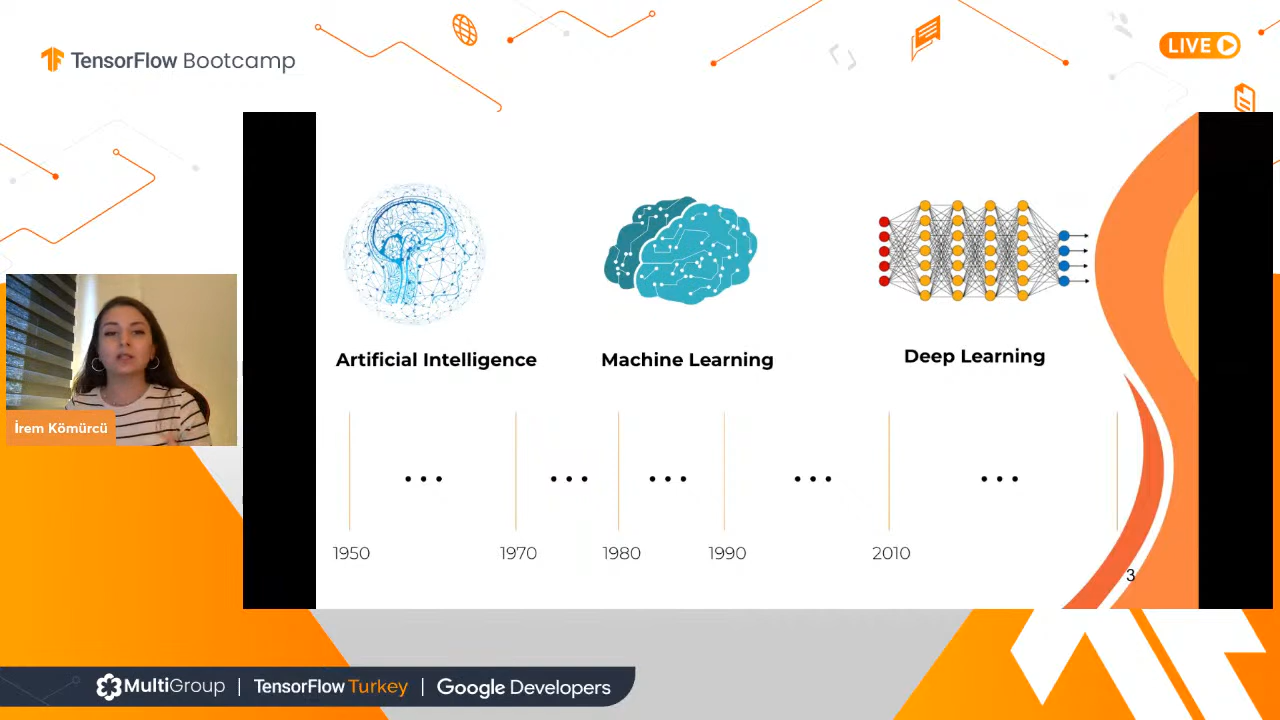 TensorFlow Bootcamp
LIVE
Artificial Intelligence
Machine Learning
Deep Learning
1950
1970
1980
1990
2010
3
İrem Kömürcü
MultiGroup | TensorFlow Turkey | Google Developers